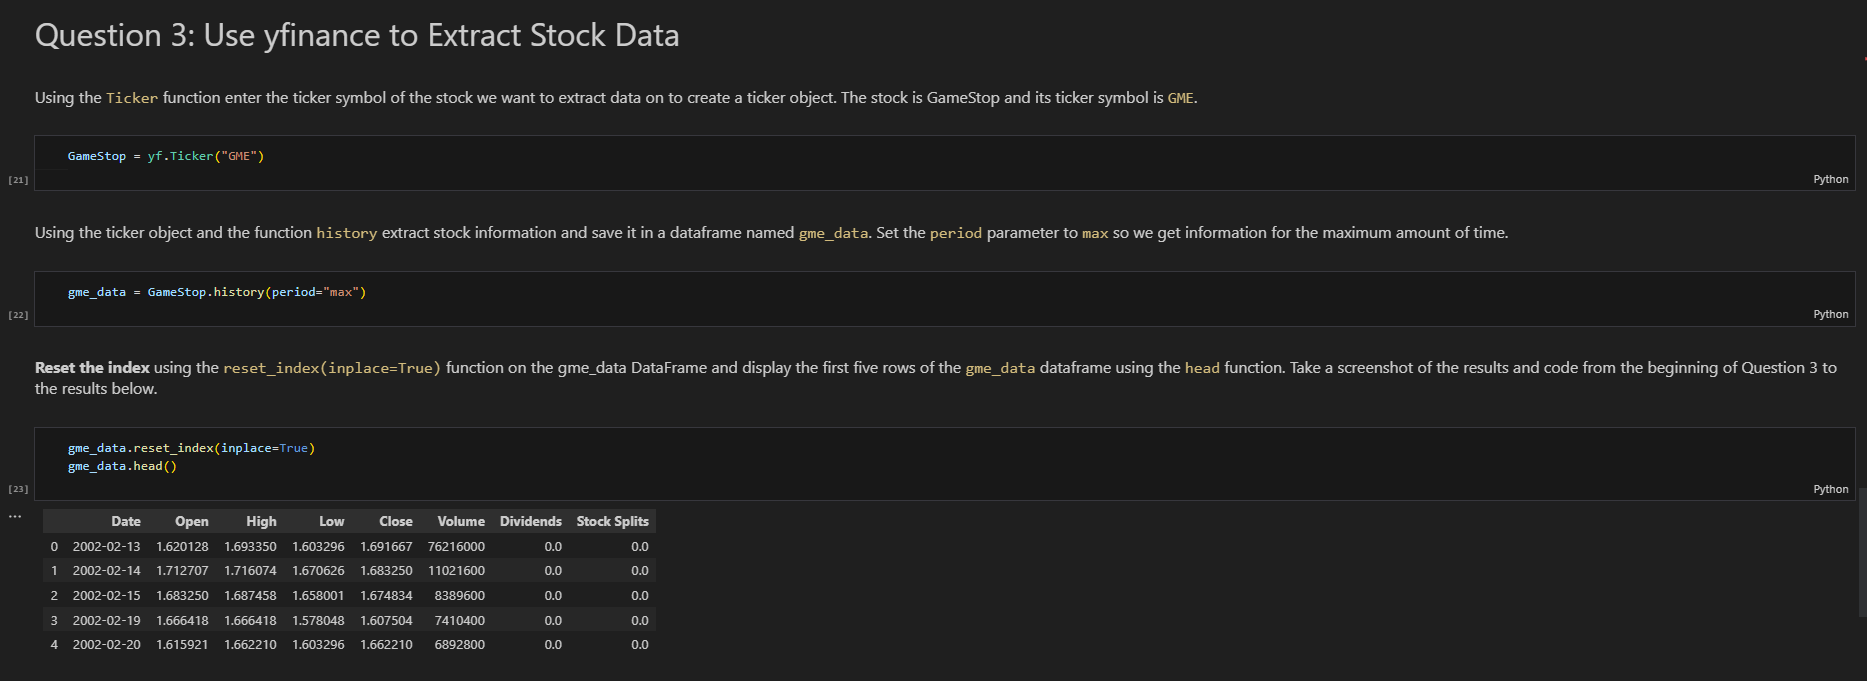 Question 3: Use yfinance to Extract Stock Data
Using the Ticker function enter the ticker symbol of the stock we want to extract data on to create a ticker object. The stock is GameStop and its ticker symbol is GME.
GameStop = yf.Ticker("GME")
[21]
Python
Using the ticker object and the function history extract stock information and save it in a dataframe named gme_data. Set the period parameter to max so we get information for the maximum amount of time.
gme_data = GameStop.history(period="max")
[22]
Python
Reset the index using the reset_index(inplace=True) function on the gme_data DataFrame and display the first five rows of the gme_data dataframe using the head function. Take a screenshot of the results and code from the beginning of Question 3 to
the results below.
gme_data.reset_index(inplace=True)
gme_data.head()
[23]
Python
...
Date Open High Low Close Volume Dividends Stock Splits
0 2002-02-13 1.620128 1.693350 1.603296 1.691667 76216000 0.0 0.0
1 2002-02-14 1.712707 1.716074 1.670626 1.683250 11021600 0.0 0.0
2 2002-02-15 1.683250 1.687458 1.658001 1.674834 8389600 0.0 0.0
3 2002-02-19 1.666418 1.666418 1.578048 1.607504 7410400 0.0 0.0
4 2002-02-20 1.615921 1.662210 1.603296 1.662210 6892800 0.0 0.0